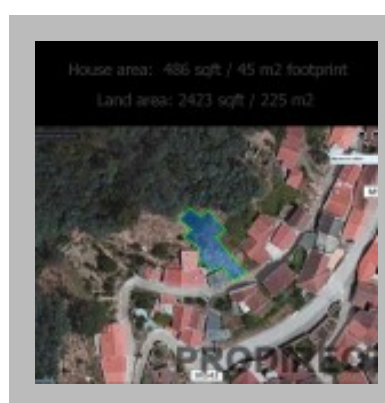 House area: 486 sqft / 45 m2 footprint
Land area: 2423 sqft / 225 m2
PRODIREC